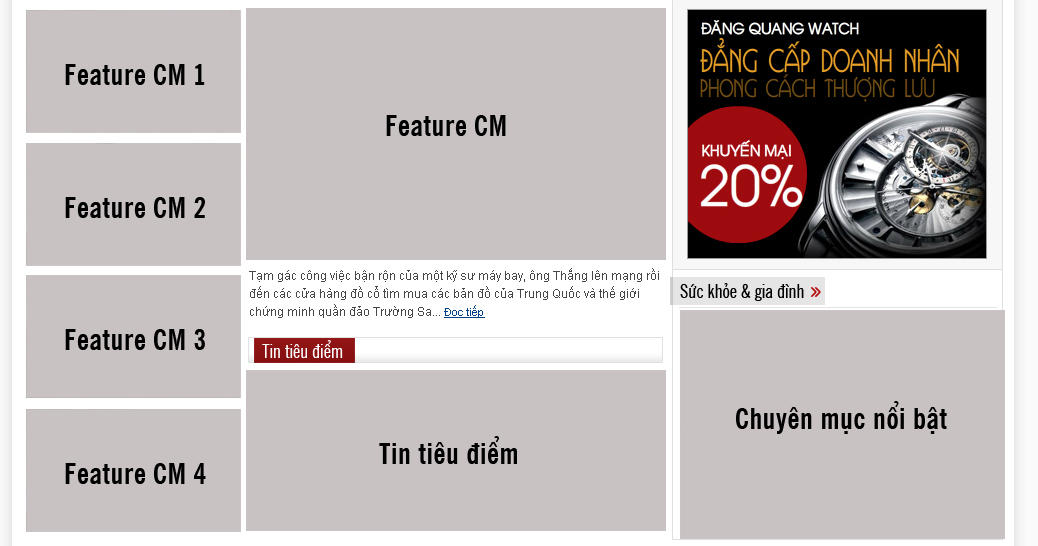 Feature CM 1
Feature CM 2
Feature CM 3
Feature CM 4
Feature CM
Tạm gác công việc bận rộn của một kỹ sư máy bay, ông Thắng lên mạng rồi
đến các cửa hàng đồ cổ tìm mua các bản đồ của Trung Quốc và thế giới
chứng minh quần đảo Trường Sa... Đọc tiếp
Tin tiêu điểm
Tin tiêu điểm
ĐĂNG QUANG WATCH
ĐẲNG CẤP DOANH NHÂN
PHONG CÁCH THƯỢNG LƯU
KHUYẾN MẠI
20%
Sức khỏe & gia đình »
Chuyên mục nổi bật